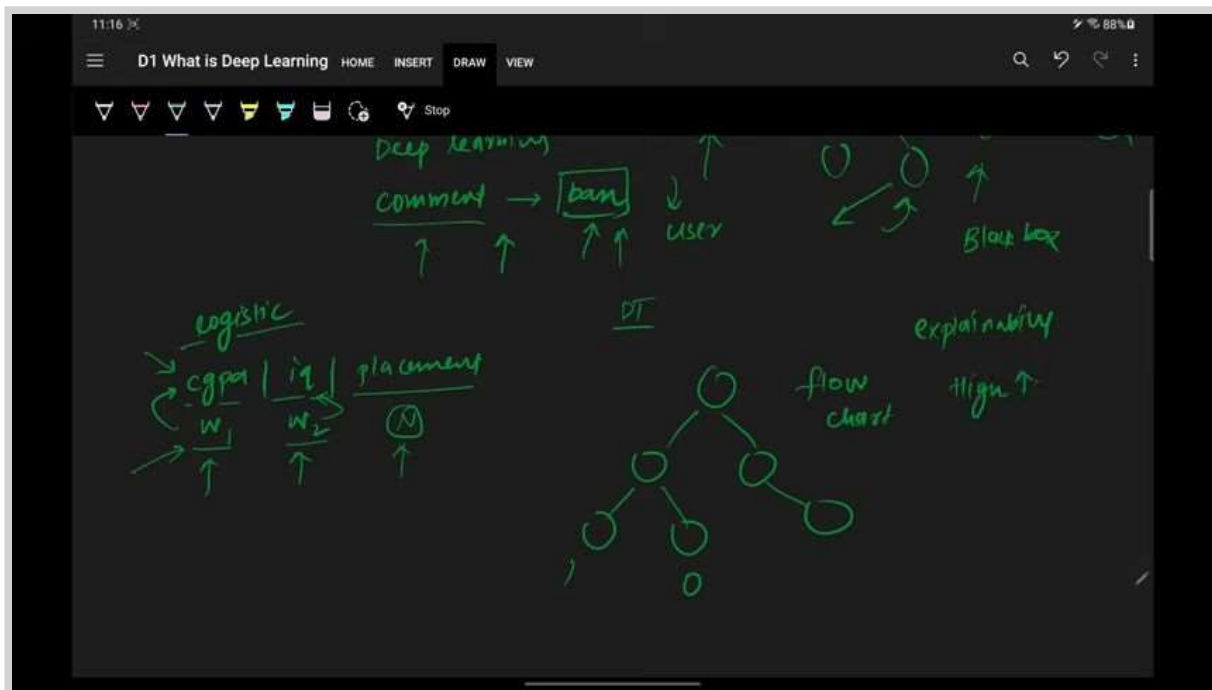 11:16
88%
D1 What is Deep Learning HOME INSERT DRAW VIEW
Stop
Deep learning
comment → ban
user
Black box
Logistic
cgpa | iq | placement
w1 w2 N
DT
flow
chart
explainability
High ↑
0